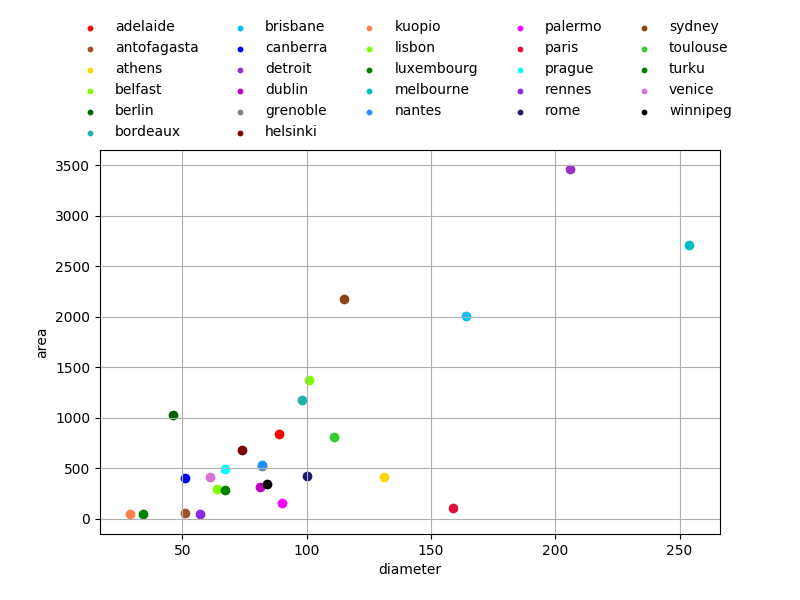 adelaide brisbane kuopio palermo sydney
antofagasta canberra lisbon paris toulouse
athens detroit luxembourg prague turku
belfast dublin melbourne rennes venice
berlin grenoble nantes rome winnipeg
bordeaux helsinki
3500
3000
2500
2000
1500
1000
500
0
area
50 100 150 200 250
diameter